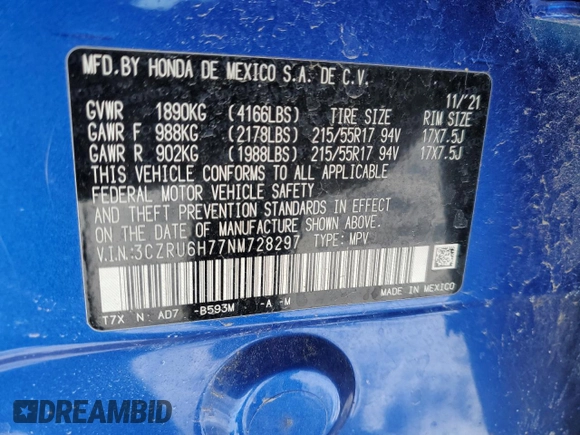 MFD.BY HONDA DE MEXICO S.A. DE C.V.
11/'21
GVWR 1890KG (4166LBS) TIRE SIZE RIM SIZE
GAWR F 988KG (2178LBS) 215/55R17 94V 17X7.5J
GAWR R 902KG (1988LBS) 215/55R17 94V 17X7.5J
THIS VEHICLE CONFORMS TO ALL APPLICABLE
FEDERAL MOTOR VEHICLE SAFETY
AND THEFT PREVENTION STANDARDS IN EFFECT
ON THE DATE OF MANUFACTURE SHOWN ABOVE.
V.I.N:3CZRU6H77NM728297 TYPE: MPV
MADE IN MEXICO
T7X N: AD7 -B593M -A -M
DREAMBID